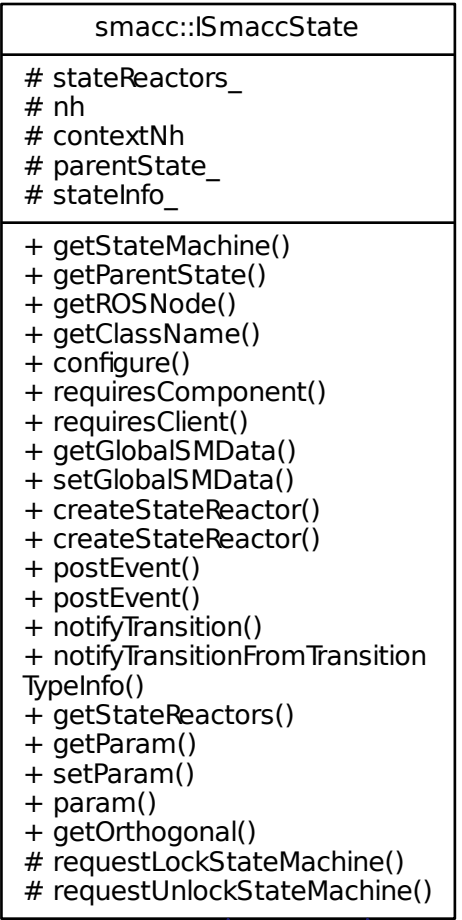 smacc::ISmaccState
# stateReactors_
# nh
# contextNh
# parentState_
# stateInfo_
+ getStateMachine()
+ getParentState()
+ getROSNode()
+ getClassName()
+ configure()
+ requiresComponent()
+ requiresClient()
+ getGlobalSMData()
+ setGlobalSMData()
+ createStateReactor()
+ createStateReactor()
+ postEvent()
+ postEvent()
+ notifyTransition()
+ notifyTransitionFromTransition
TypeInfo()
+ getStateReactors()
+ getParam()
+ setParam()
+ param()
+ getOrthogonal()
# requestLockStateMachine()
# requestUnlockStateMachine()